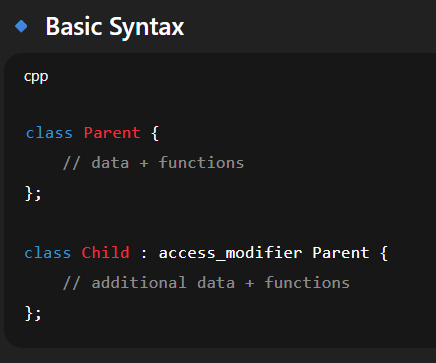 Basic Syntax
cpp
class Parent {
    // data + functions
};
class Child : access_modifier Parent {
    // additional data + functions
};